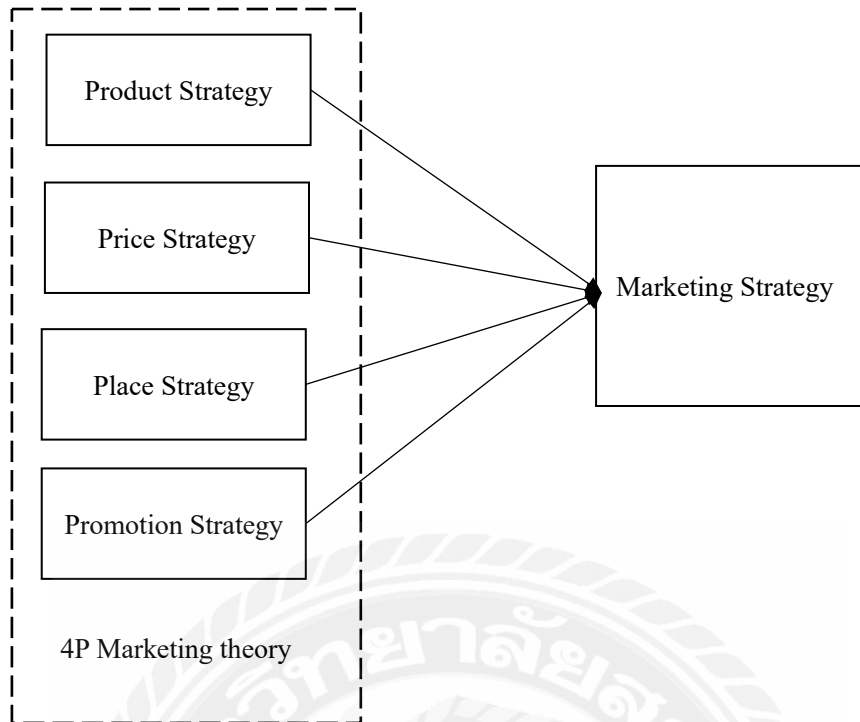 Product Strategy
Price Strategy
Marketing Strategy
Place Strategy
Promotion Strategy
4P Marketing theory